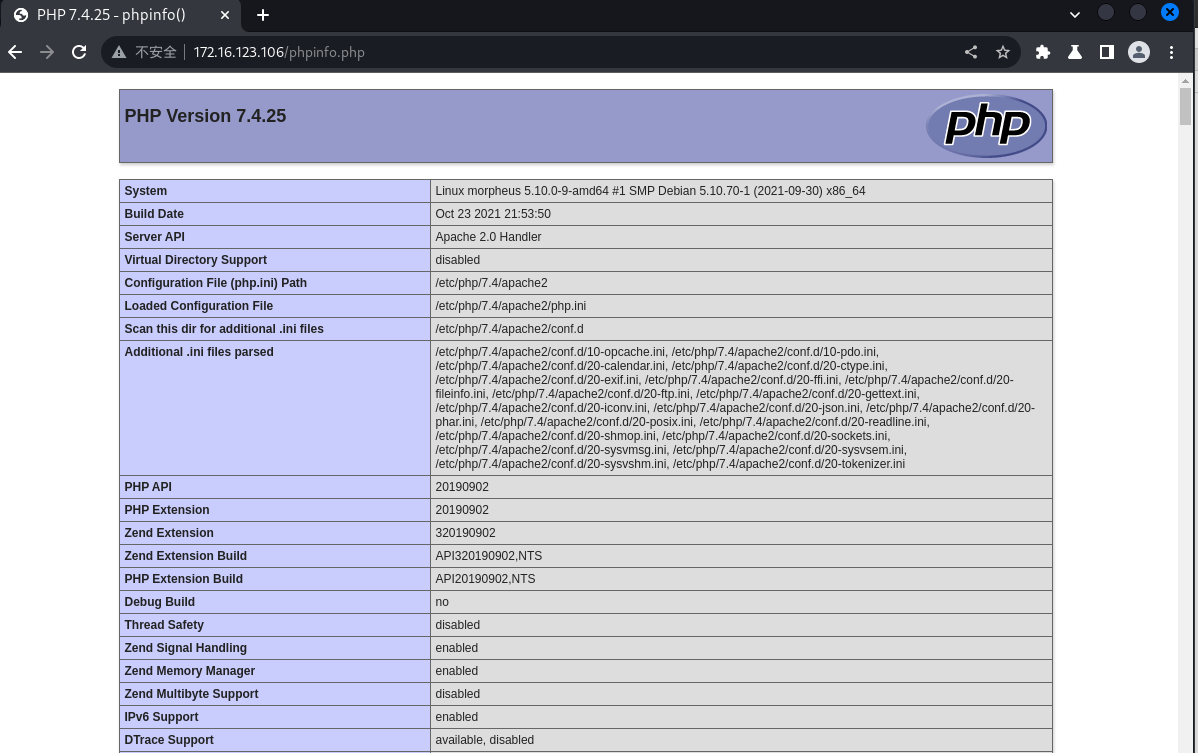 PHP 7.4.25 - phpinfo()
不安全 172.16.123.106/phpinfo.php
PHP Version 7.4.25
php
System Linux morpheus 5.10.0-9-amd64 #1 SMP Debian 5.10.70-1 (2021-09-30) x86_64
Build Date Oct 23 2021 21:53:50
Server API Apache 2.0 Handler
Virtual Directory Support disabled
Configuration File (php.ini) Path /etc/php/7.4/apache2
Loaded Configuration File /etc/php/7.4/apache2/php.ini
Scan this dir for additional .ini files /etc/php/7.4/apache2/conf.d
Additional .ini files parsed /etc/php/7.4/apache2/conf.d/10-opcache.ini, /etc/php/7.4/apache2/conf.d/10-pdo.ini,
/etc/php/7.4/apache2/conf.d/20-calendar.ini, /etc/php/7.4/apache2/conf.d/20-ctype.ini,
/etc/php/7.4/apache2/conf.d/20-exif.ini, /etc/php/7.4/apache2/conf.d/20-ffi.ini, /etc/php/7.4/apache2/conf.d/20-
fileinfo.ini, /etc/php/7.4/apache2/conf.d/20-ftp.ini, /etc/php/7.4/apache2/conf.d/20-gettext.ini,
/etc/php/7.4/apache2/conf.d/20-iconv.ini, /etc/php/7.4/apache2/conf.d/20-json.ini, /etc/php/7.4/apache2/conf.d/20-
phar.ini, /etc/php/7.4/apache2/conf.d/20-posix.ini, /etc/php/7.4/apache2/conf.d/20-readline.ini,
/etc/php/7.4/apache2/conf.d/20-shmop.ini, /etc/php/7.4/apache2/conf.d/20-sockets.ini,
/etc/php/7.4/apache2/conf.d/20-sysvmsg.ini, /etc/php/7.4/apache2/conf.d/20-sysvsem.ini,
/etc/php/7.4/apache2/conf.d/20-sysvshm.ini, /etc/php/7.4/apache2/conf.d/20-tokenizer.ini
PHP API 20190902
PHP Extension 20190902
Zend Extension 320190902
Zend Extension Build API320190902,NTS
PHP Extension Build API20190902,NTS
Debug Build no
Thread Safety disabled
Zend Signal Handling enabled
Zend Memory Manager enabled
Zend Multibyte Support disabled
IPv6 Support enabled
DTrace Support available, disabled